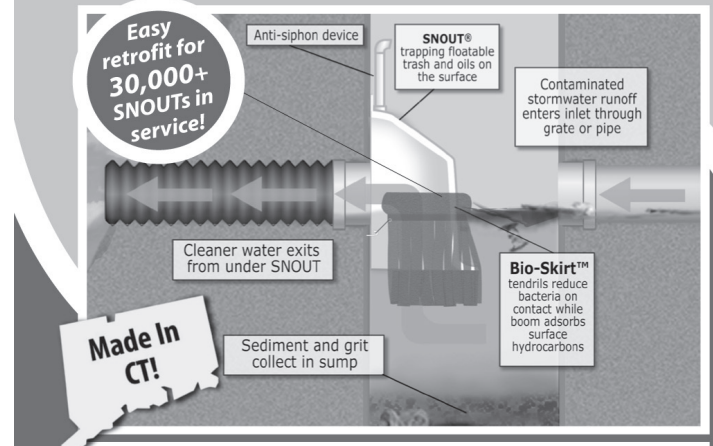 Easy
retrofit for
30,000+
SNOUTs in
service!
Anti-siphon device
SNOUT®
trapping floatable
trash and oils on
the surface
Contaminated
stormwater runoff
enters inlet through
grate or pipe
Cleaner water exits
from under SNOUT
Bio-Skirt™
tendrils reduce
bacteria on
contact while
boom adsorbs
surface
hydrocarbons
Made In
CT!
Sediment and grit
collect in sump